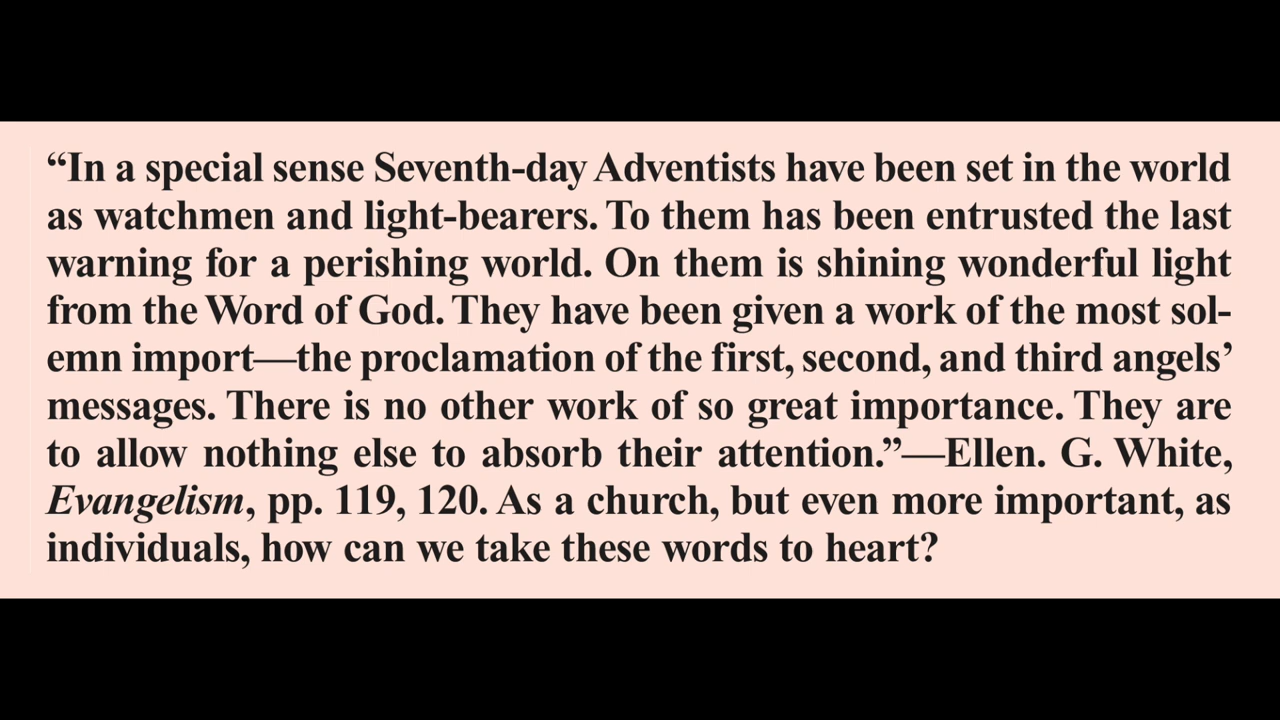 “In a special sense Seventh-day Adventists have been set in the world
as watchmen and light-bearers. To them has been entrusted the last
warning for a perishing world. On them is shining wonderful light
from the Word of God. They have been given a work of the most sol-
emn import—the proclamation of the first, second, and third angels’
messages. There is no other work of so great importance. They are
to allow nothing else to absorb their attention.”—Ellen. G. White,
Evangelism, pp. 119, 120. As a church, but even more important, as
individuals, how can we take these words to heart?